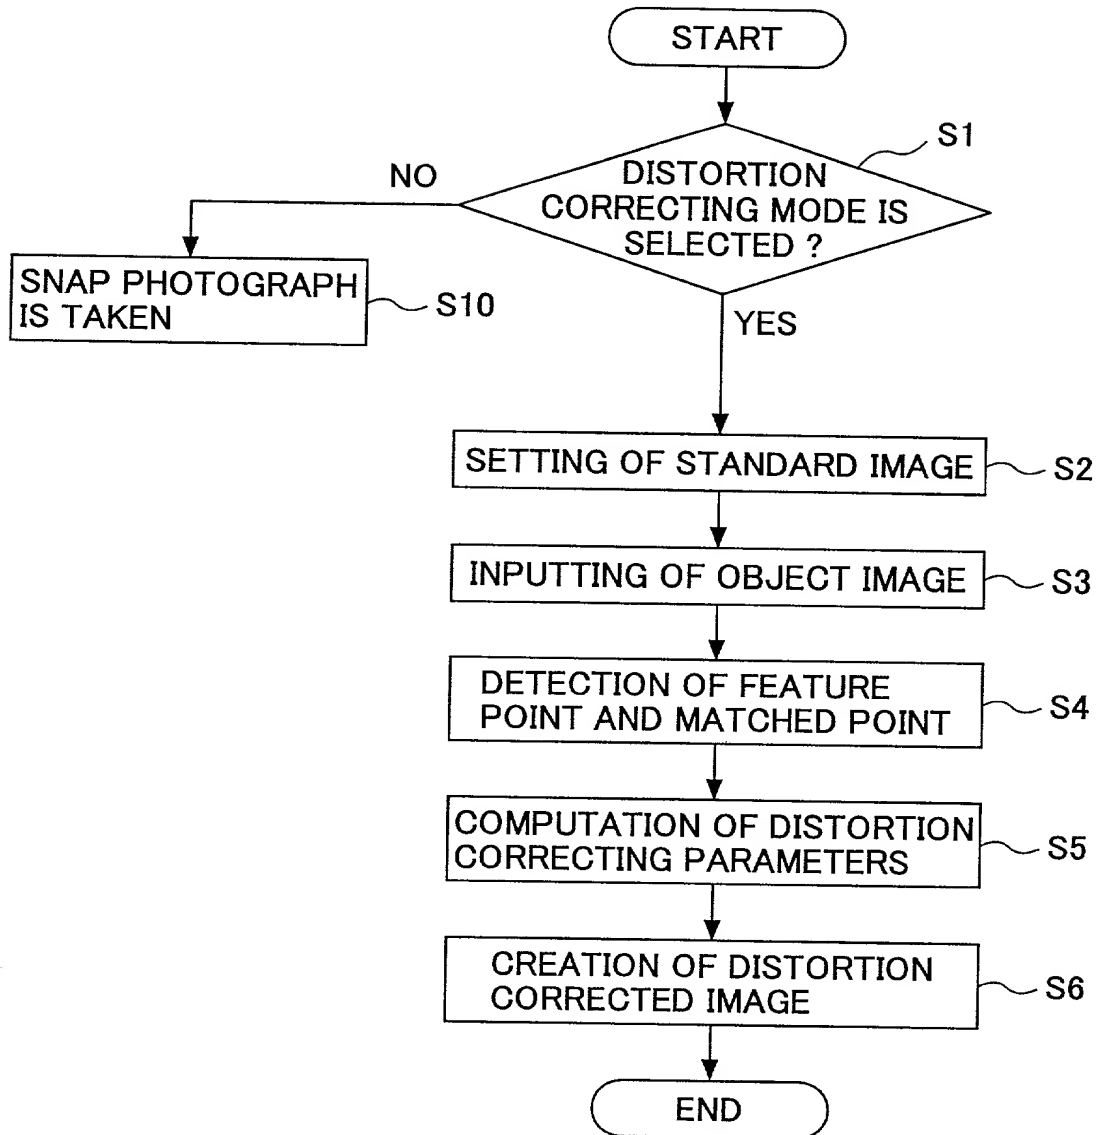 START
S1
DISTORTION
CORRECTING MODE IS
SELECTED ?
NO
SNAP PHOTOGRAPH
IS TAKEN
S10
YES
SETTING OF STANDARD IMAGE
S2
INPUTTING OF OBJECT IMAGE
S3
DETECTION OF FEATURE
POINT AND MATCHED POINT
S4
COMPUTATION OF DISTORTION
CORRECTING PARAMETERS
S5
CREATION OF DISTORTION
CORRECTED IMAGE
S6
END